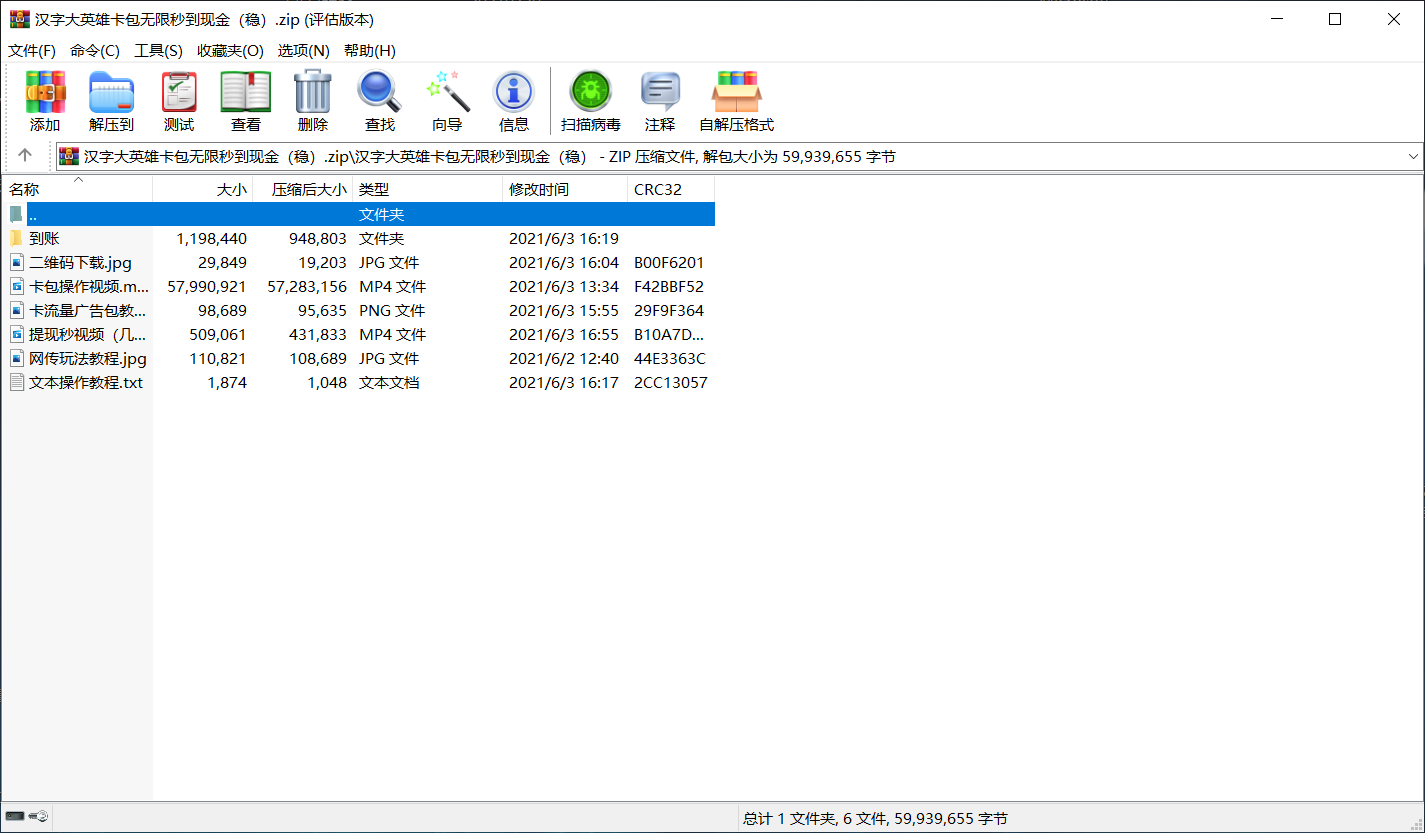 汉字大英雄卡包无限秒到现金（稳）.zip (评估版本)
文件(F) 命令(C) 工具(S) 收藏夹(O) 选项(N) 帮助(H)
添加 解压到 测试 查看 删除 查找 向导 信息 扫描病毒 注释 自解压格式
汉字大英雄卡包无限秒到现金（稳）.zip\汉字大英雄卡包无限秒到现金（稳） - ZIP 压缩文件, 解包大小为 59,939,655 字节
名称 大小 压缩后大小 类型 修改时间 CRC32
.. 文件夹
到账 1,198,440 948,803 文件夹 2021/6/3 16:19
二维码下载.jpg 29,849 19,203 JPG 文件 2021/6/3 16:04 B00F6201
卡包操作视频.m... 57,990,921 57,283,156 MP4 文件 2021/6/3 13:34 F42BBF52
卡流量广告包教... 98,689 95,635 PNG 文件 2021/6/3 15:55 29F9F364
提现秒视频（几... 509,061 431,833 MP4 文件 2021/6/3 16:55 B10A7D...
网传玩法教程.jpg 110,821 108,689 JPG 文件 2021/6/2 12:40 44E3363C
文本操作教程.txt 1,874 1,048 文本文档 2021/6/3 16:17 2CC13057
总计 1 文件夹, 6 文件, 59,939,655 字节